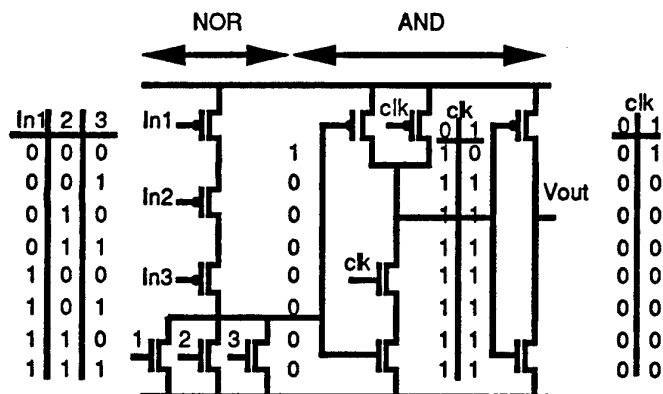 NOR AND
clk clk clk
In1 2 3 In1 0 1 0 1
0 0 0 1 1 0 0 1
0 0 1 In2 0 1 1 0 0
0 1 0 0 1 1 Vout 0 0
0 1 1 0 1 1 0 0
1 0 0 In3 clk 0 1 1 0 0
1 0 1 0 1 1 0 0
1 1 0 1 2 3 0 1 1 0 0
1 1 1 0 1 1 0 0